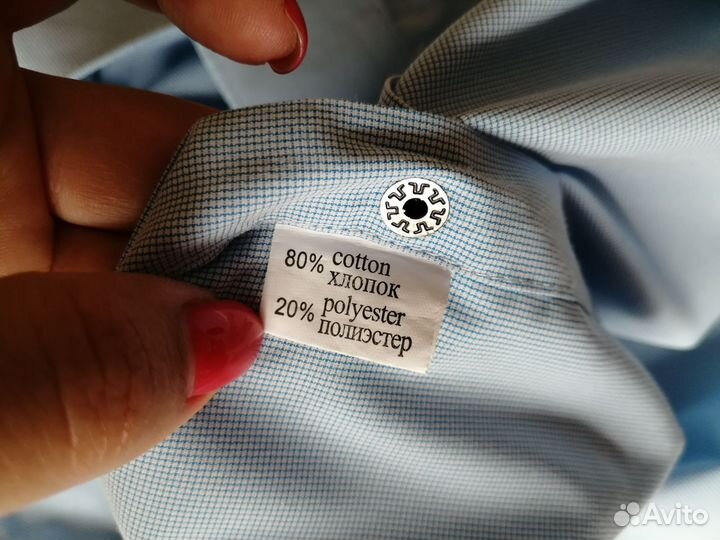 80% cotton
хлопок
20% polyester
полиэстер
Avito